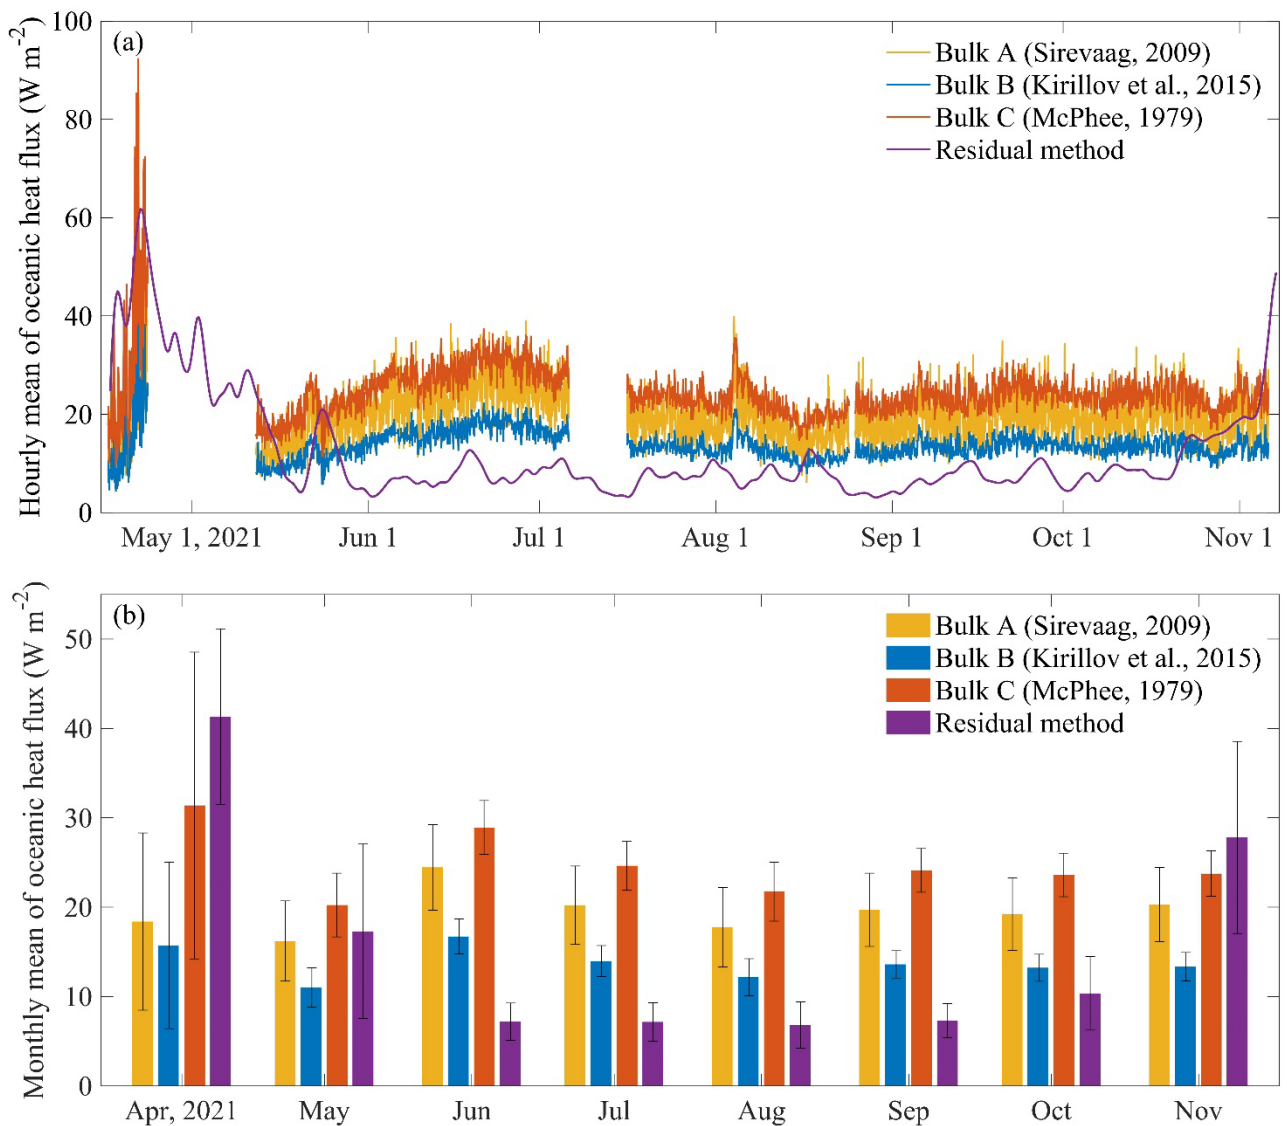 (a)
Hourly mean of oceanic heat flux (W m⁻²)
100
80
60
40
20
0
Bulk A (Sirevaag, 2009)
Bulk B (Kirillov et al., 2015)
Bulk C (McPhee, 1979)
Residual method
May 1, 2021 Jun 1 Jul 1 Aug 1 Sep 1 Oct 1 Nov 1
(b)
Monthly mean of oceanic heat flux (W m⁻²)
50
40
30
20
10
0
Bulk A (Sirevaag, 2009)
Bulk B (Kirillov et al., 2015)
Bulk C (McPhee, 1979)
Residual method
Apr, 2021 May Jun Jul Aug Sep Oct Nov